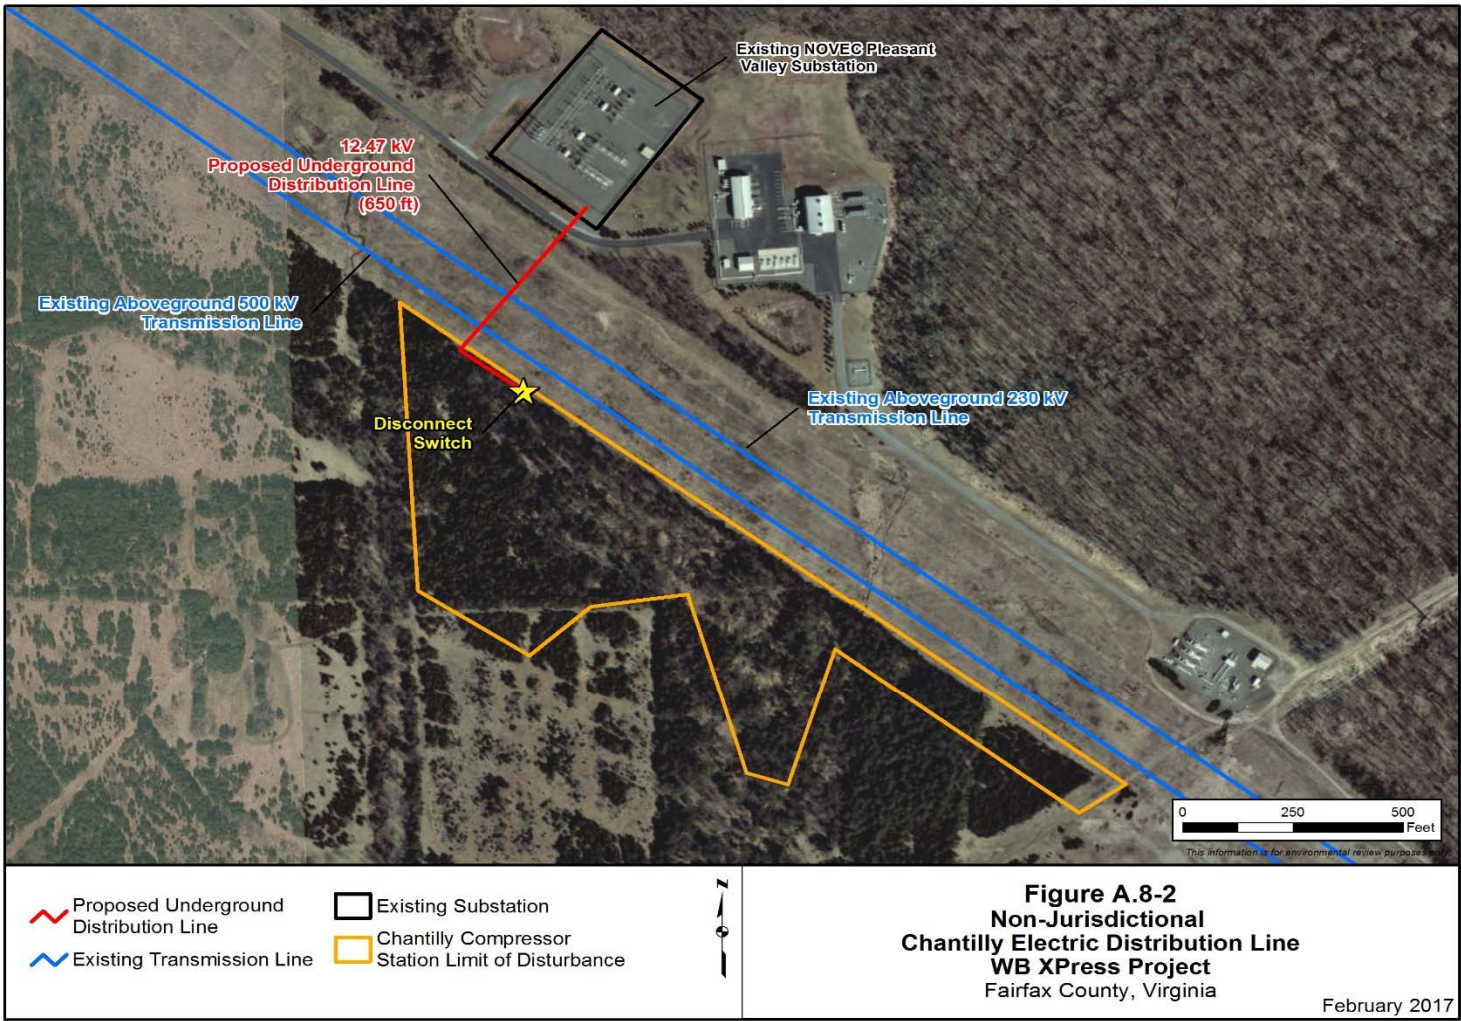 Existing NOVEC Pleasant
Valley Substation
12.47 kV
Proposed Underground
Distribution Line
(650 ft)
Existing Aboveground 500 kV
Transmission Line
Existing Aboveground 230 kV
Transmission Line
Disconnect
Switch
0 250 500
Feet
This information is for environmental review purposes only.
Proposed Underground
Distribution Line
Existing Transmission Line
Existing Substation
Chantilly Compressor
Station Limit of Disturbance
N
Figure A.8-2
Non-Jurisdictional
Chantilly Electric Distribution Line
WB XPress Project
Fairfax County, Virginia
February 2017